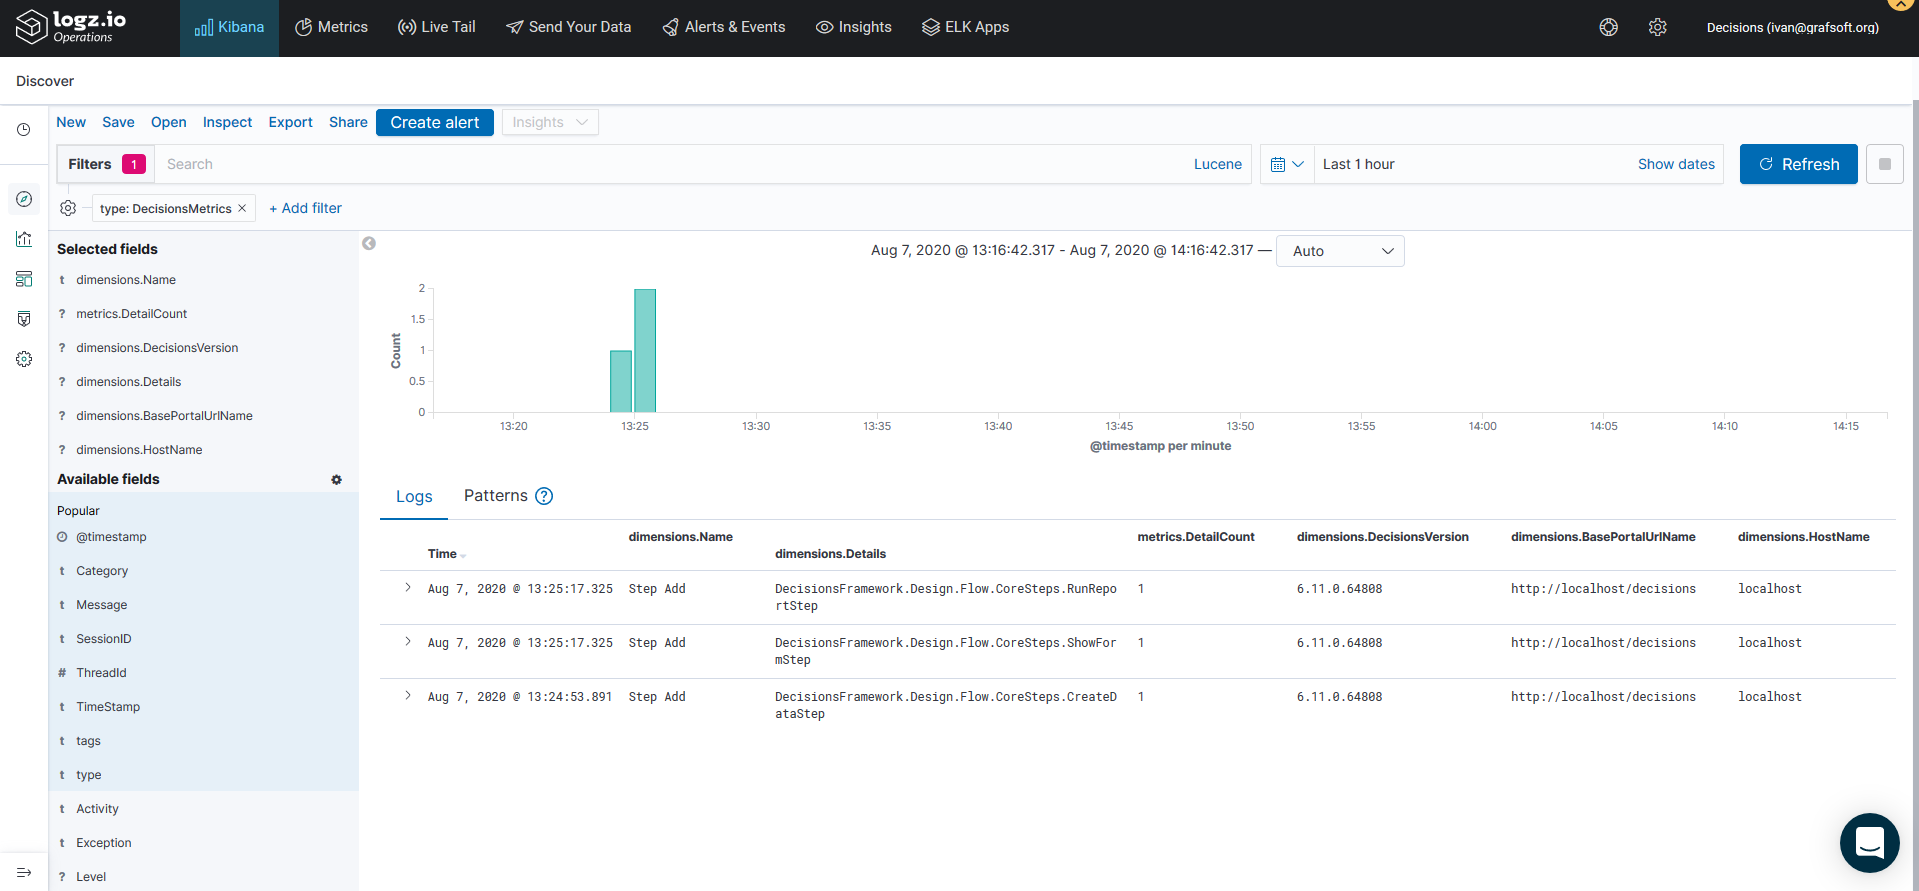 logz.io
Operations
Kibana
Metrics
Live Tail
Send Your Data
Alerts & Events
Insights
ELK Apps
Decisions (ivan@grafsoft.org)
Discover
New
Save
Open
Inspect
Export
Share
Create alert
Insights
Filters 1
Search
Lucene
Last 1 hour
Show dates
Refresh
type: DecisionsMetrics ×
+ Add filter
Selected fields
t dimensions.Name
? metrics.DetailCount
? dimensions.DecisionsVersion
? dimensions.Details
? dimensions.BasePortalUrlName
? dimensions.HostName
Available fields
Popular
@timestamp
t Category
t Message
t SessionID
# ThreadId
t TimeStamp
t tags
t type
t Activity
t Exception
? Level
Aug 7, 2020 @ 13:16:42.317 - Aug 7, 2020 @ 14:16:42.317 —
Auto
Count
2
1.5
1
0.5
0
13:20 13:25 13:30 13:35 13:40 13:45 13:50 13:55 14:00 14:05 14:10 14:15
@timestamp per minute
Logs
Patterns ?
Time dimensions.Name dimensions.Details metrics.DetailCount dimensions.DecisionsVersion dimensions.BasePortalUrlName dimensions.HostName
Aug 7, 2020 @ 13:25:17.325 Step Add DecisionsFramework.Design.Flow.CoreSteps.RunRepo 1 6.11.0.64808 http://localhost/decisions localhost
rtStep
Aug 7, 2020 @ 13:25:17.325 Step Add DecisionsFramework.Design.Flow.CoreSteps.ShowFor 1 6.11.0.64808 http://localhost/decisions localhost
mStep
Aug 7, 2020 @ 13:24:53.891 Step Add DecisionsFramework.Design.Flow.CoreSteps.CreateD 1 6.11.0.64808 http://localhost/decisions localhost
ataStep